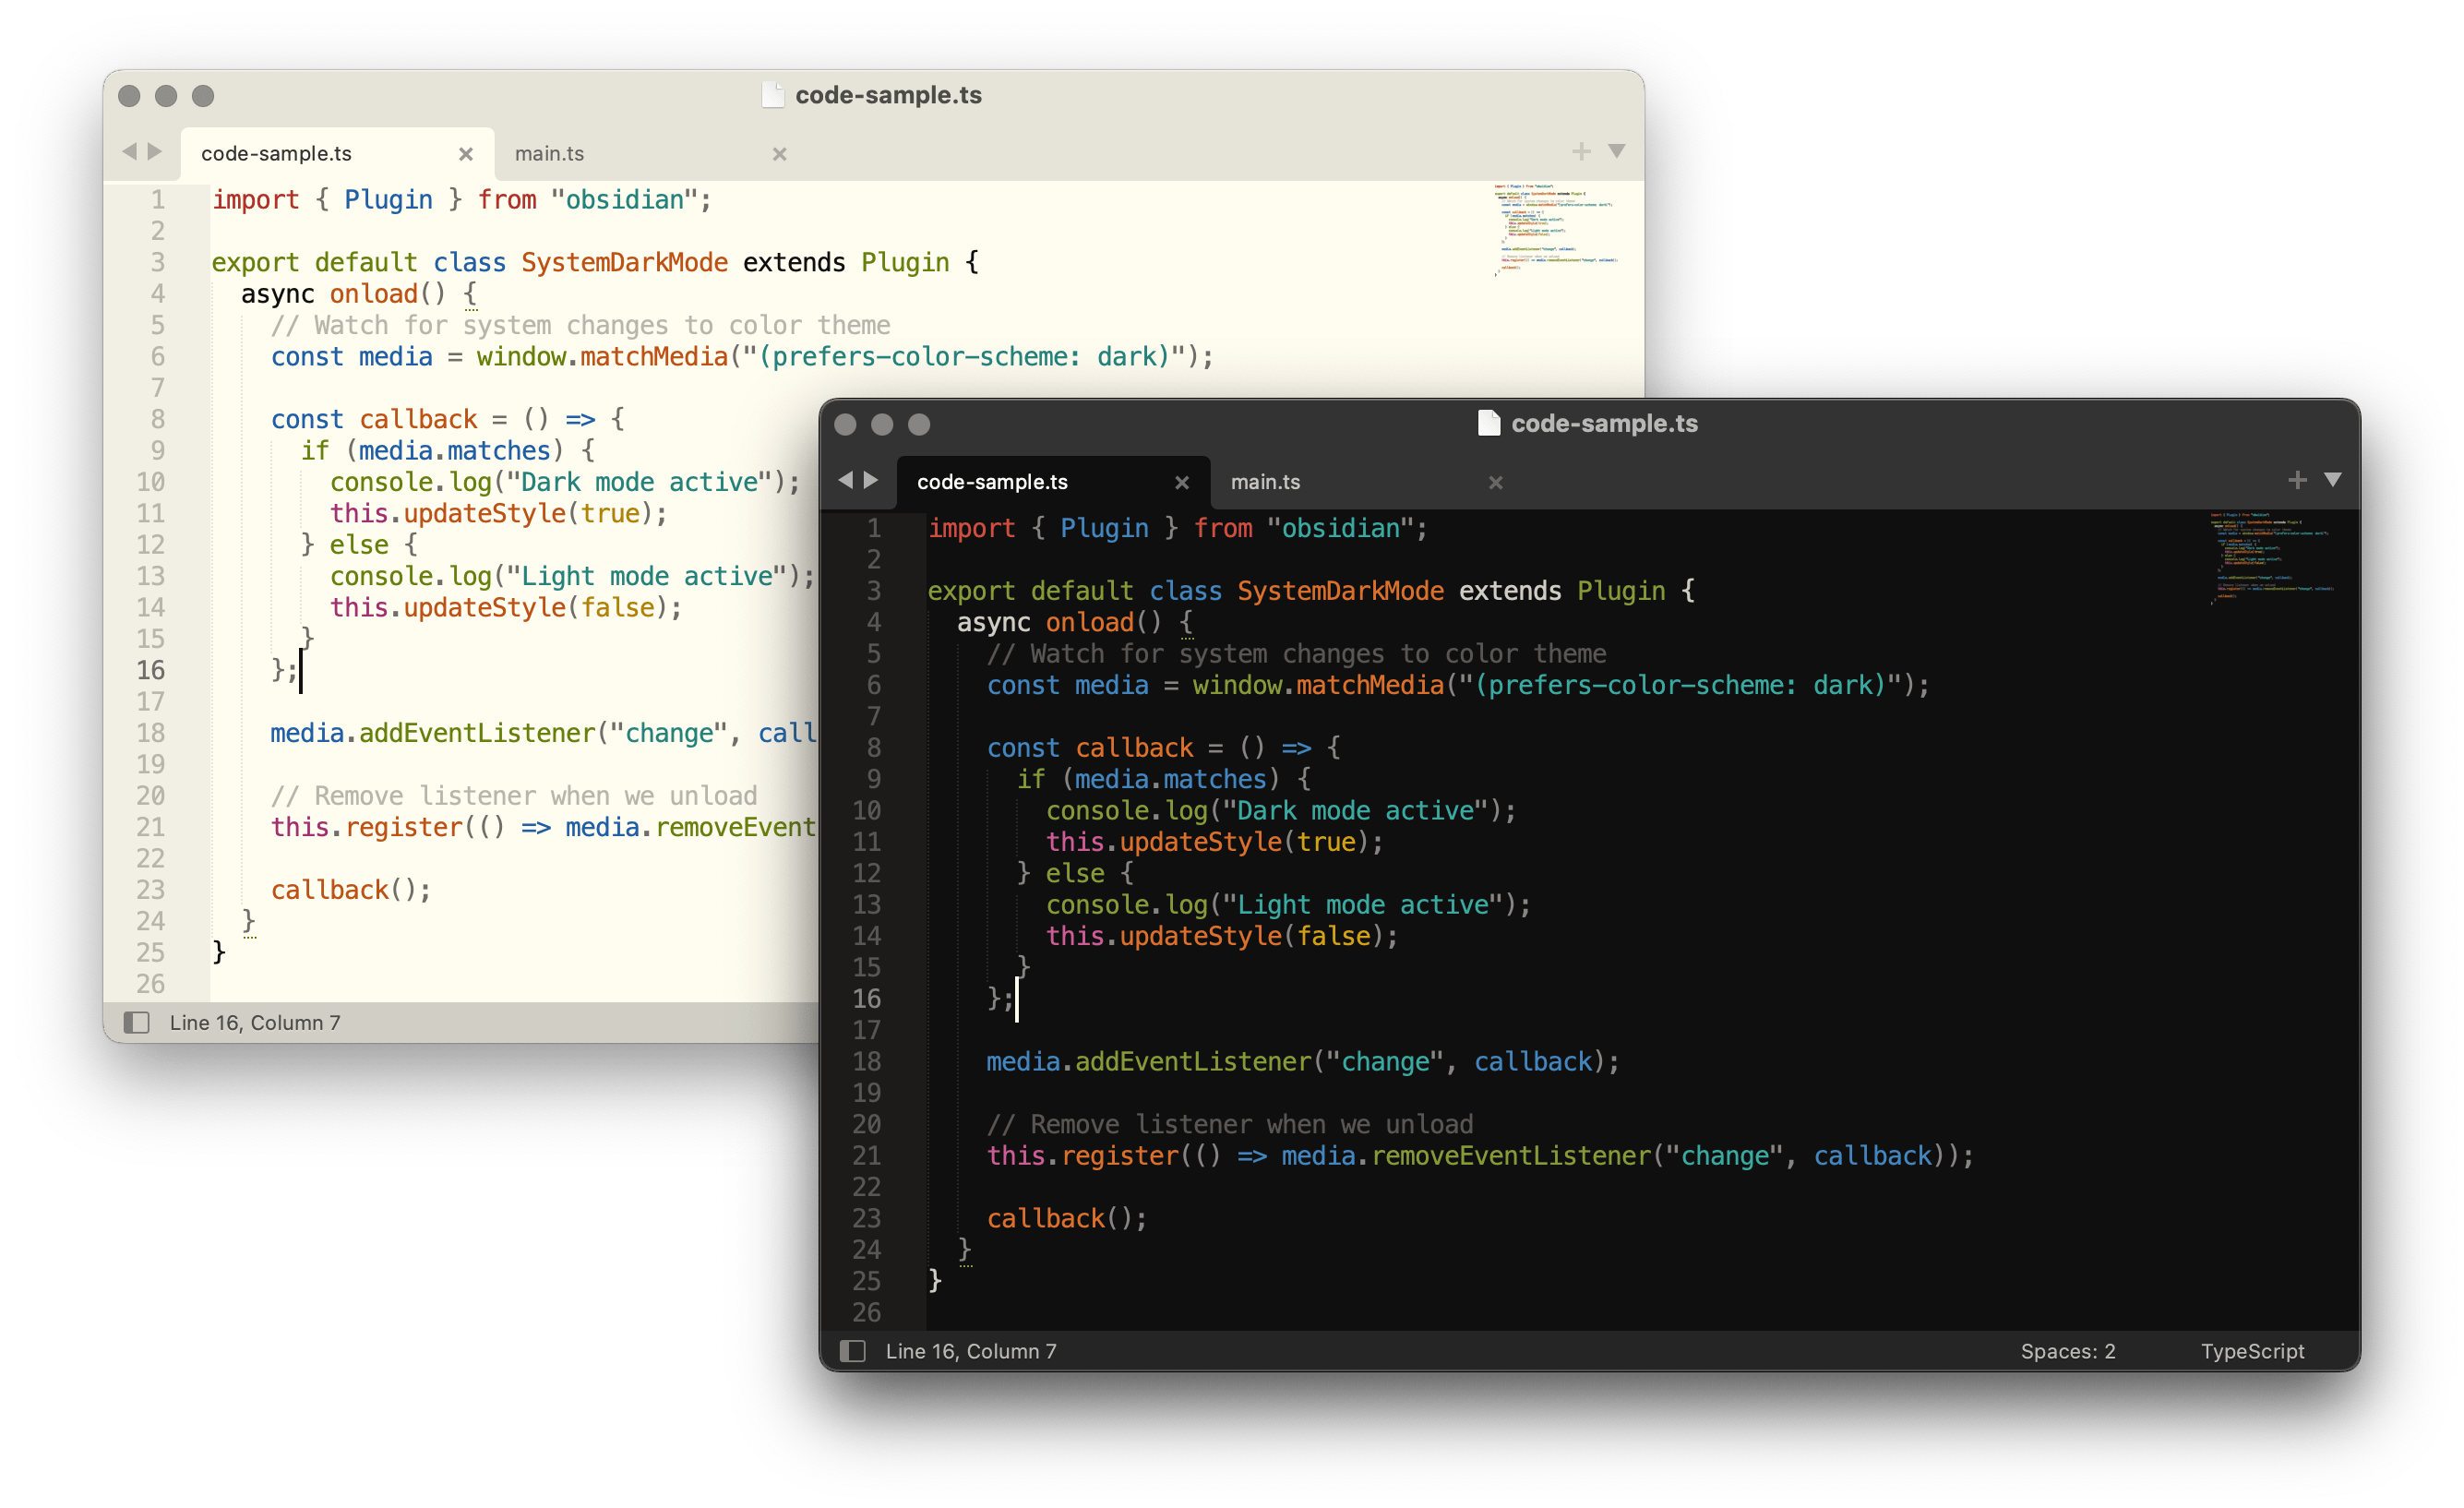 code-sample.ts
code-sample.ts × main.ts ×
1 import { Plugin } from "obsidian";
2
3 export default class SystemDarkMode extends Plugin {
4   async onload() {
5     // Watch for system changes to color theme
6     const media = window.matchMedia("(prefers-color-scheme: dark)");
7
8     const callback = () => {
9       if (media.matches) {
10         console.log("Dark mode active");
11         this.updateStyle(true);
12       } else {
13         console.log("Light mode active");
14         this.updateStyle(false);
15       }
16     };
17
18     media.addEventListener("change", call
19
20     // Remove listener when we unload
21     this.register(() => media.removeEvent
22
23     callback();
24   }
25 }
26
Line 16, Column 7
code-sample.ts
code-sample.ts × main.ts ×
1 import { Plugin } from "obsidian";
2
3 export default class SystemDarkMode extends Plugin {
4   async onload() {
5     // Watch for system changes to color theme
6     const media = window.matchMedia("(prefers-color-scheme: dark)");
7
8     const callback = () => {
9       if (media.matches) {
10         console.log("Dark mode active");
11         this.updateStyle(true);
12       } else {
13         console.log("Light mode active");
14         this.updateStyle(false);
15       }
16     };
17
18     media.addEventListener("change", callback);
19
20     // Remove listener when we unload
21     this.register(() => media.removeEventListener("change", callback));
22
23     callback();
24   }
25 }
26
Line 16, Column 7 Spaces: 2 TypeScript